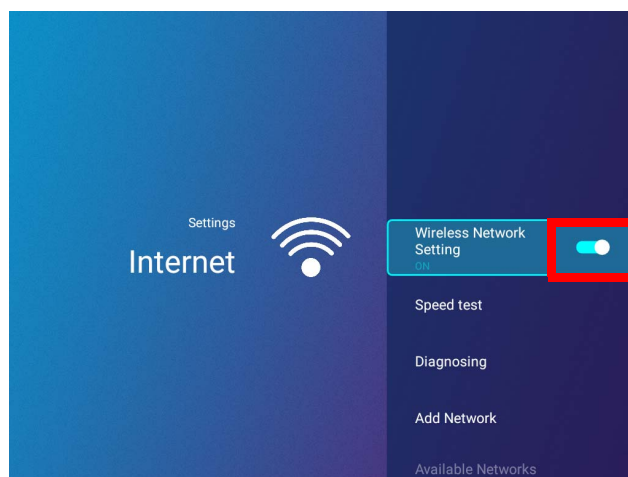 Settings
Internet
Wireless Network
Setting
ON
Speed test
Diagnosing
Add Network
Available Networks